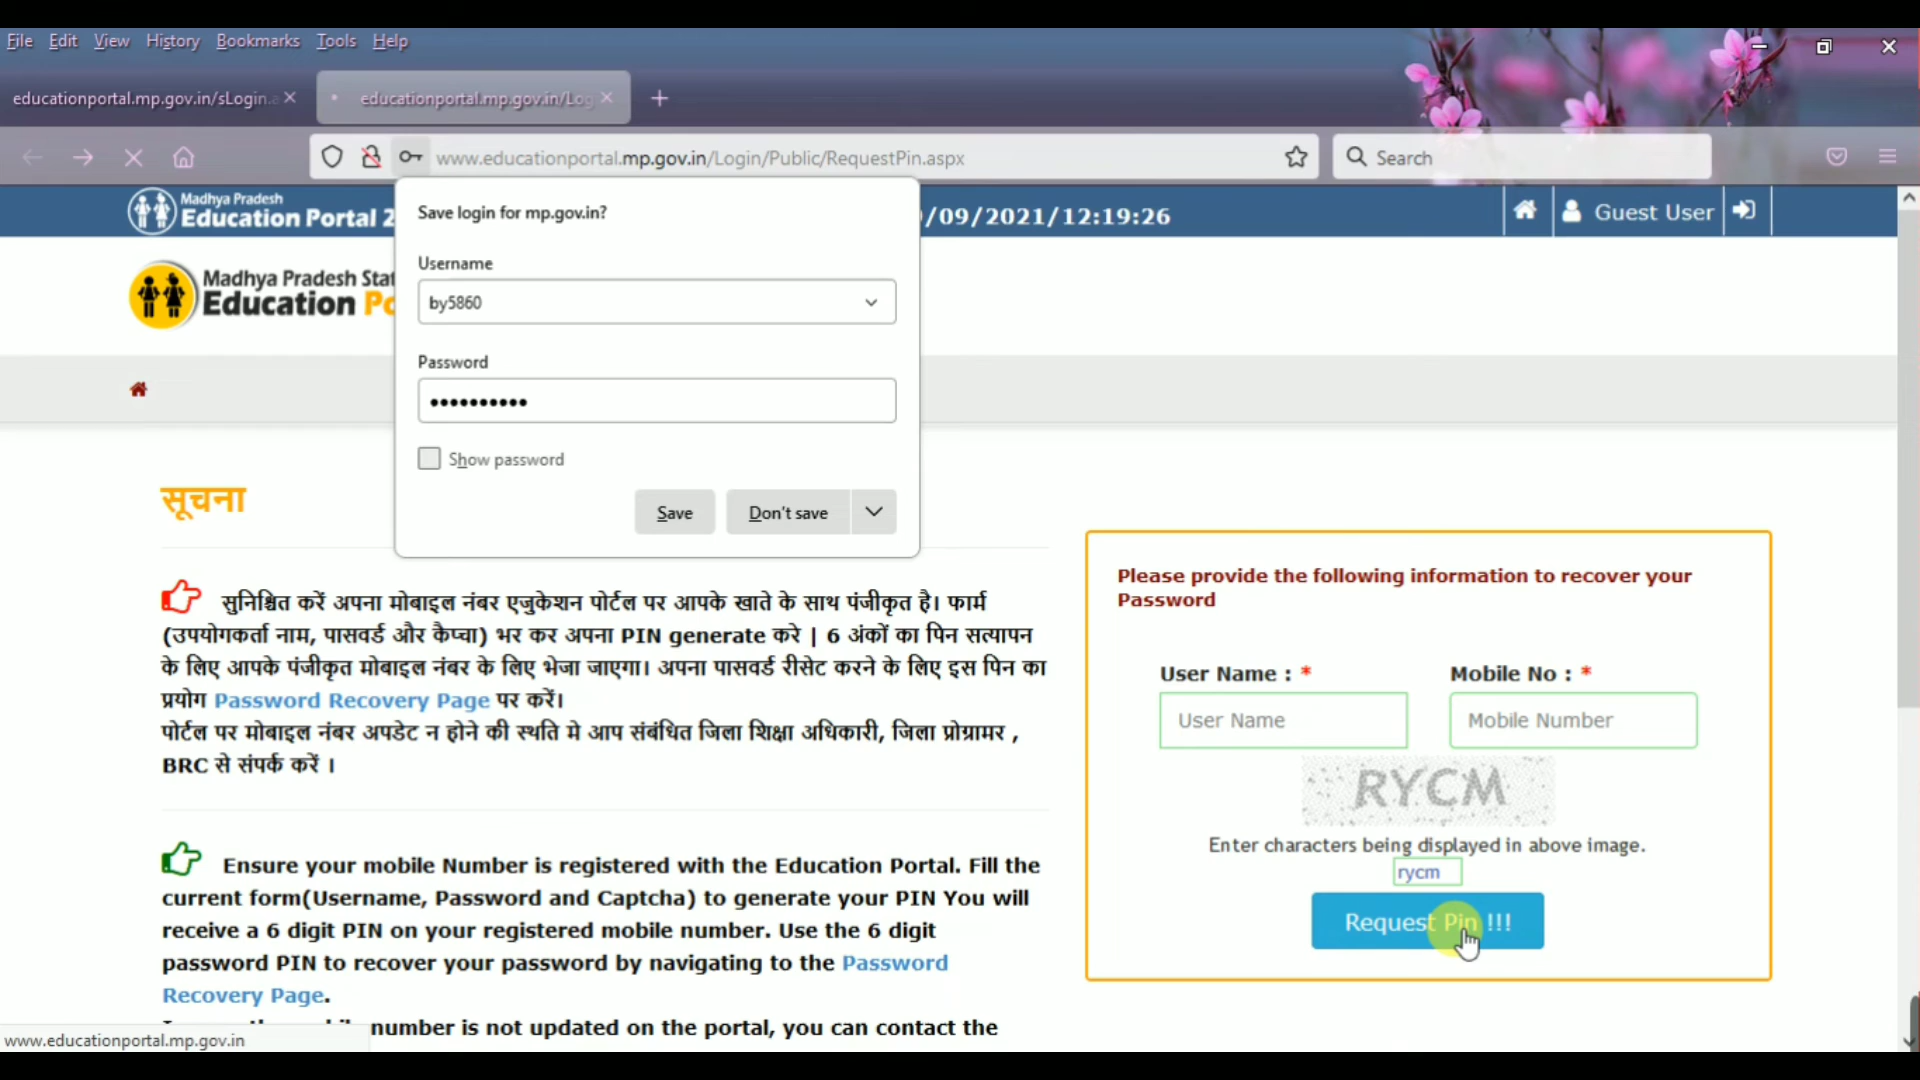 File Edit View History Bookmarks Tools Help
educationportal.mp.gov.in/sLogin.a
educationportal.mp.gov.in/Log
www.educationportal.mp.gov.in/Login/Public/RequestPin.aspx
Search
Madhya Pradesh
Education Portal 2
/09/2021/12:19:26
Guest User
Madhya Pradesh Stat
Education Po
Save login for mp.gov.in?
Username
by5860
Password
••••••••••
Show password
Save
Don't save
सूचना
सुनिश्चित करें अपना मोबाइल नंबर एजुकेशन पोर्टल पर आपके खाते के साथ पंजीकृत है। फार्म
(उपयोगकर्ता नाम, पासवर्ड और कैप्चा) भर कर अपना PIN generate करे | 6 अंकों का पिन सत्यापन
के लिए आपके पंजीकृत मोबाइल नंबर के लिए भेजा जाएगा। अपना पासवर्ड रीसेट करने के लिए इस पिन का
प्रयोग Password Recovery Page पर करें।
पोर्टल पर मोबाइल नंबर अपडेट न होने की स्थति मे आप संबंधित जिला शिक्षा अधिकारी, जिला प्रोग्रामर ,
BRC से संपर्क करें ।
Ensure your mobile Number is registered with the Education Portal. Fill the
current form(Username, Password and Captcha) to generate your PIN You will
receive a 6 digit PIN on your registered mobile number. Use the 6 digit
password PIN to recover your password by navigating to the Password
Recovery Page.
number is not updated on the portal, you can contact the
Please provide the following information to recover your
Password
User Name : *
Mobile No : *
User Name
Mobile Number
RYCM
Enter characters being displayed in above image.
rycm
Request Pin !!!
www.educationportal.mp.gov.in